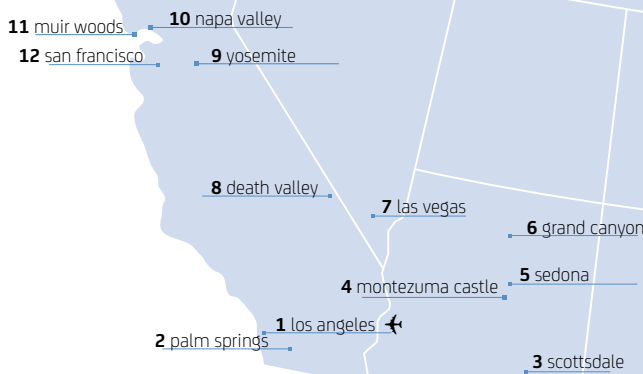 10 napa valley
11 muir woods
12 san francisco
9 yosemite
8 death valley
7 las vegas
6 grand canyon
5 sedona
4 montezuma castle
1 los angeles
2 palm springs
3 scottsdale